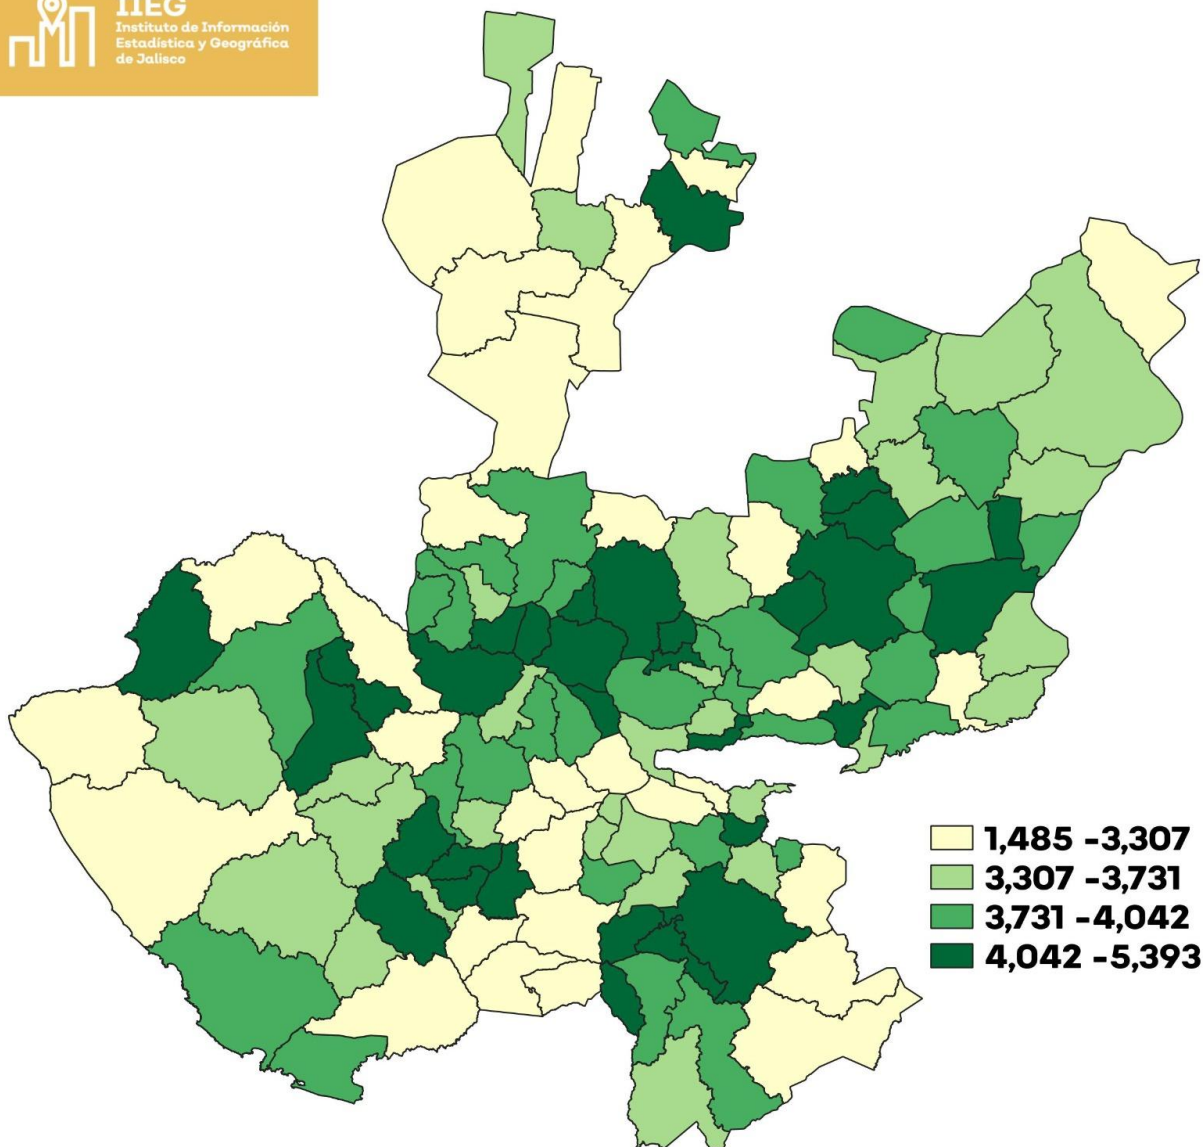 IIEG
Instituto de Información
Estadística y Geográfica
de Jalisco
1,485 -3,307
3,307 -3,731
3,731 -4,042
4,042 -5,393